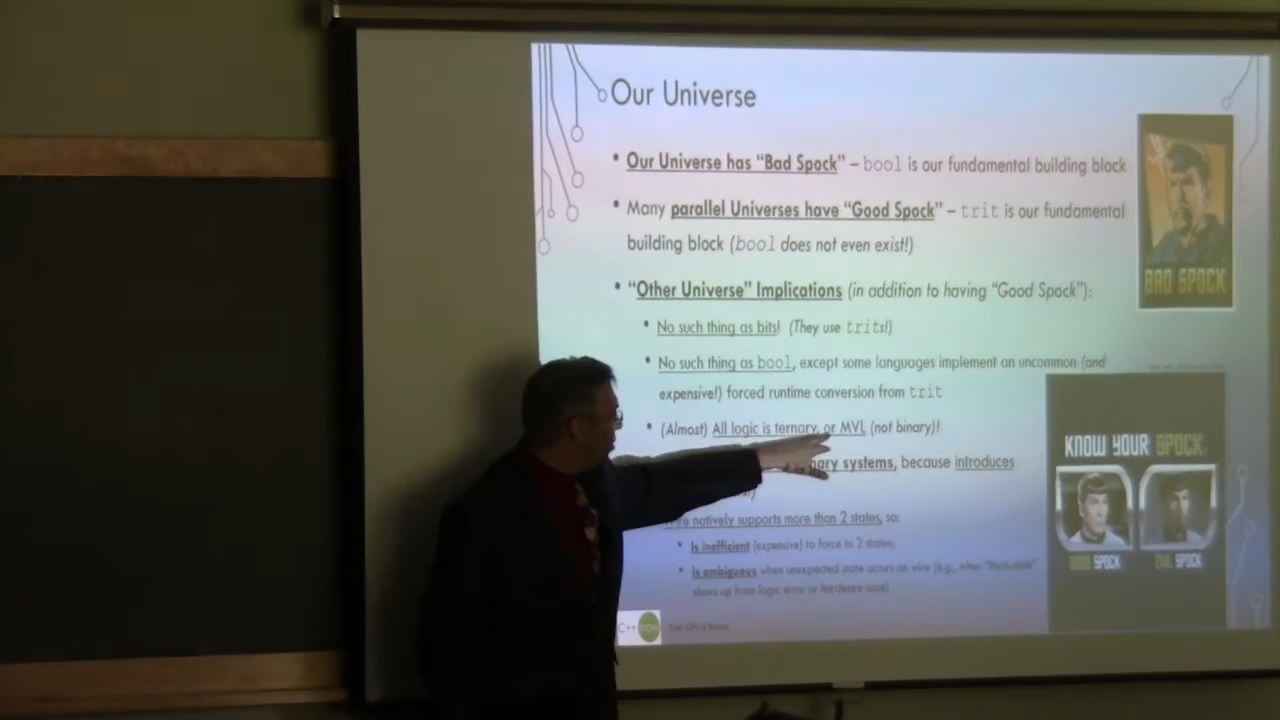 Our Universe
• Our Universe has "Bad Spock" – bool is our fundamental building block
• Many parallel Universes have "Good Spock" – trit is our fundamental
building block (bool does not even exist!)
• "Other Universe" Implications (in addition to having "Good Spock"):
• No such thing as bits! (They use trits!)
• No such thing as bool, except some languages implement an uncommon (and
expensive!) forced runtime conversion from trit
• (Almost) All logic is ternary, or MVL (not binary)!
systems, because introduces
natively supports more than 2 states, so:
• Is inefficient (expensive) to force to 2 states;
• Is ambiguous when unexpected state occurs on wire (e.g., when "third-state"
shows up from logic error or hardware issue)
C++
BAD SPOCK
KNOW YOUR SPOCK:
GOOD SPOCK
EVIL SPOCK